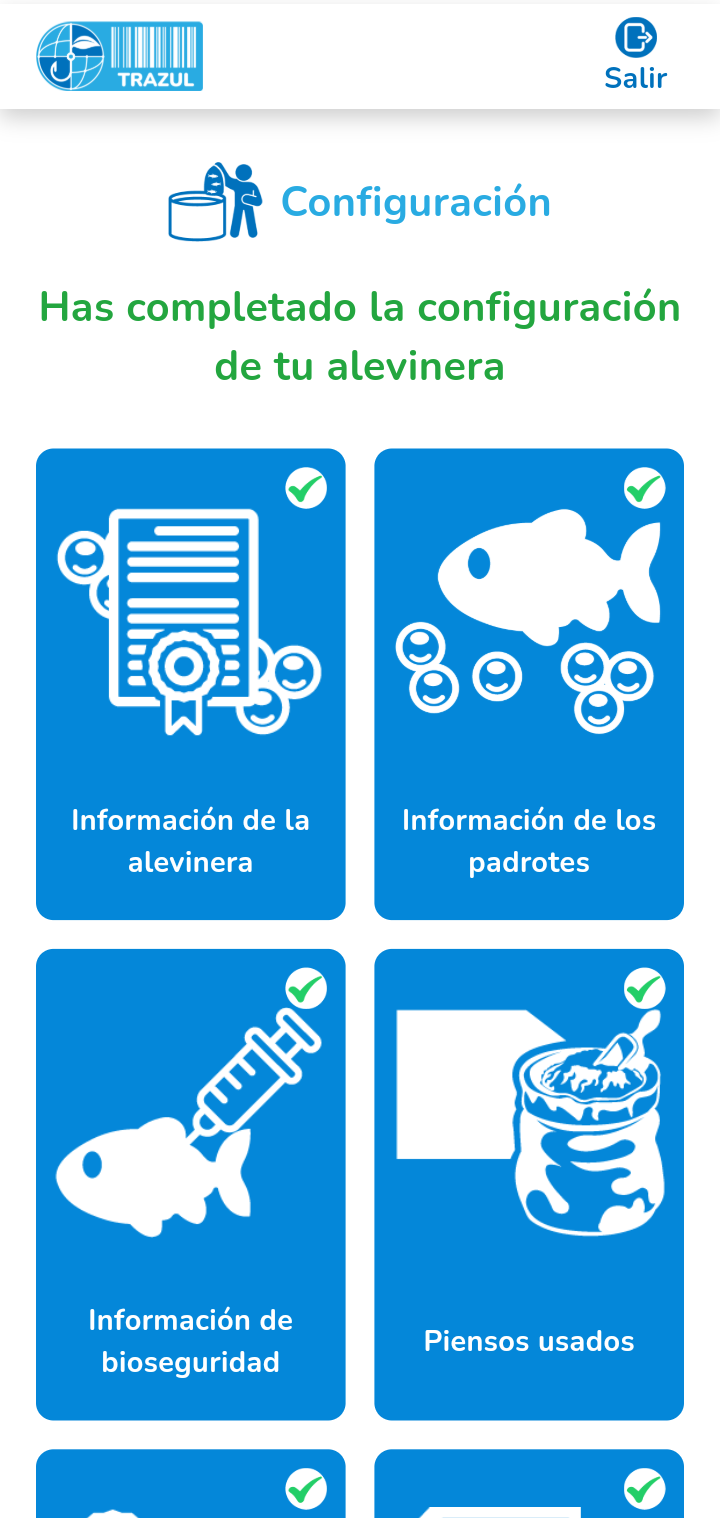 TRAZUL
Salir
Configuración
Has completado la configuración
de tu alevinera
Información de la
alevinera
Información de los
padrotes
Información de
bioseguridad
Piensos usados